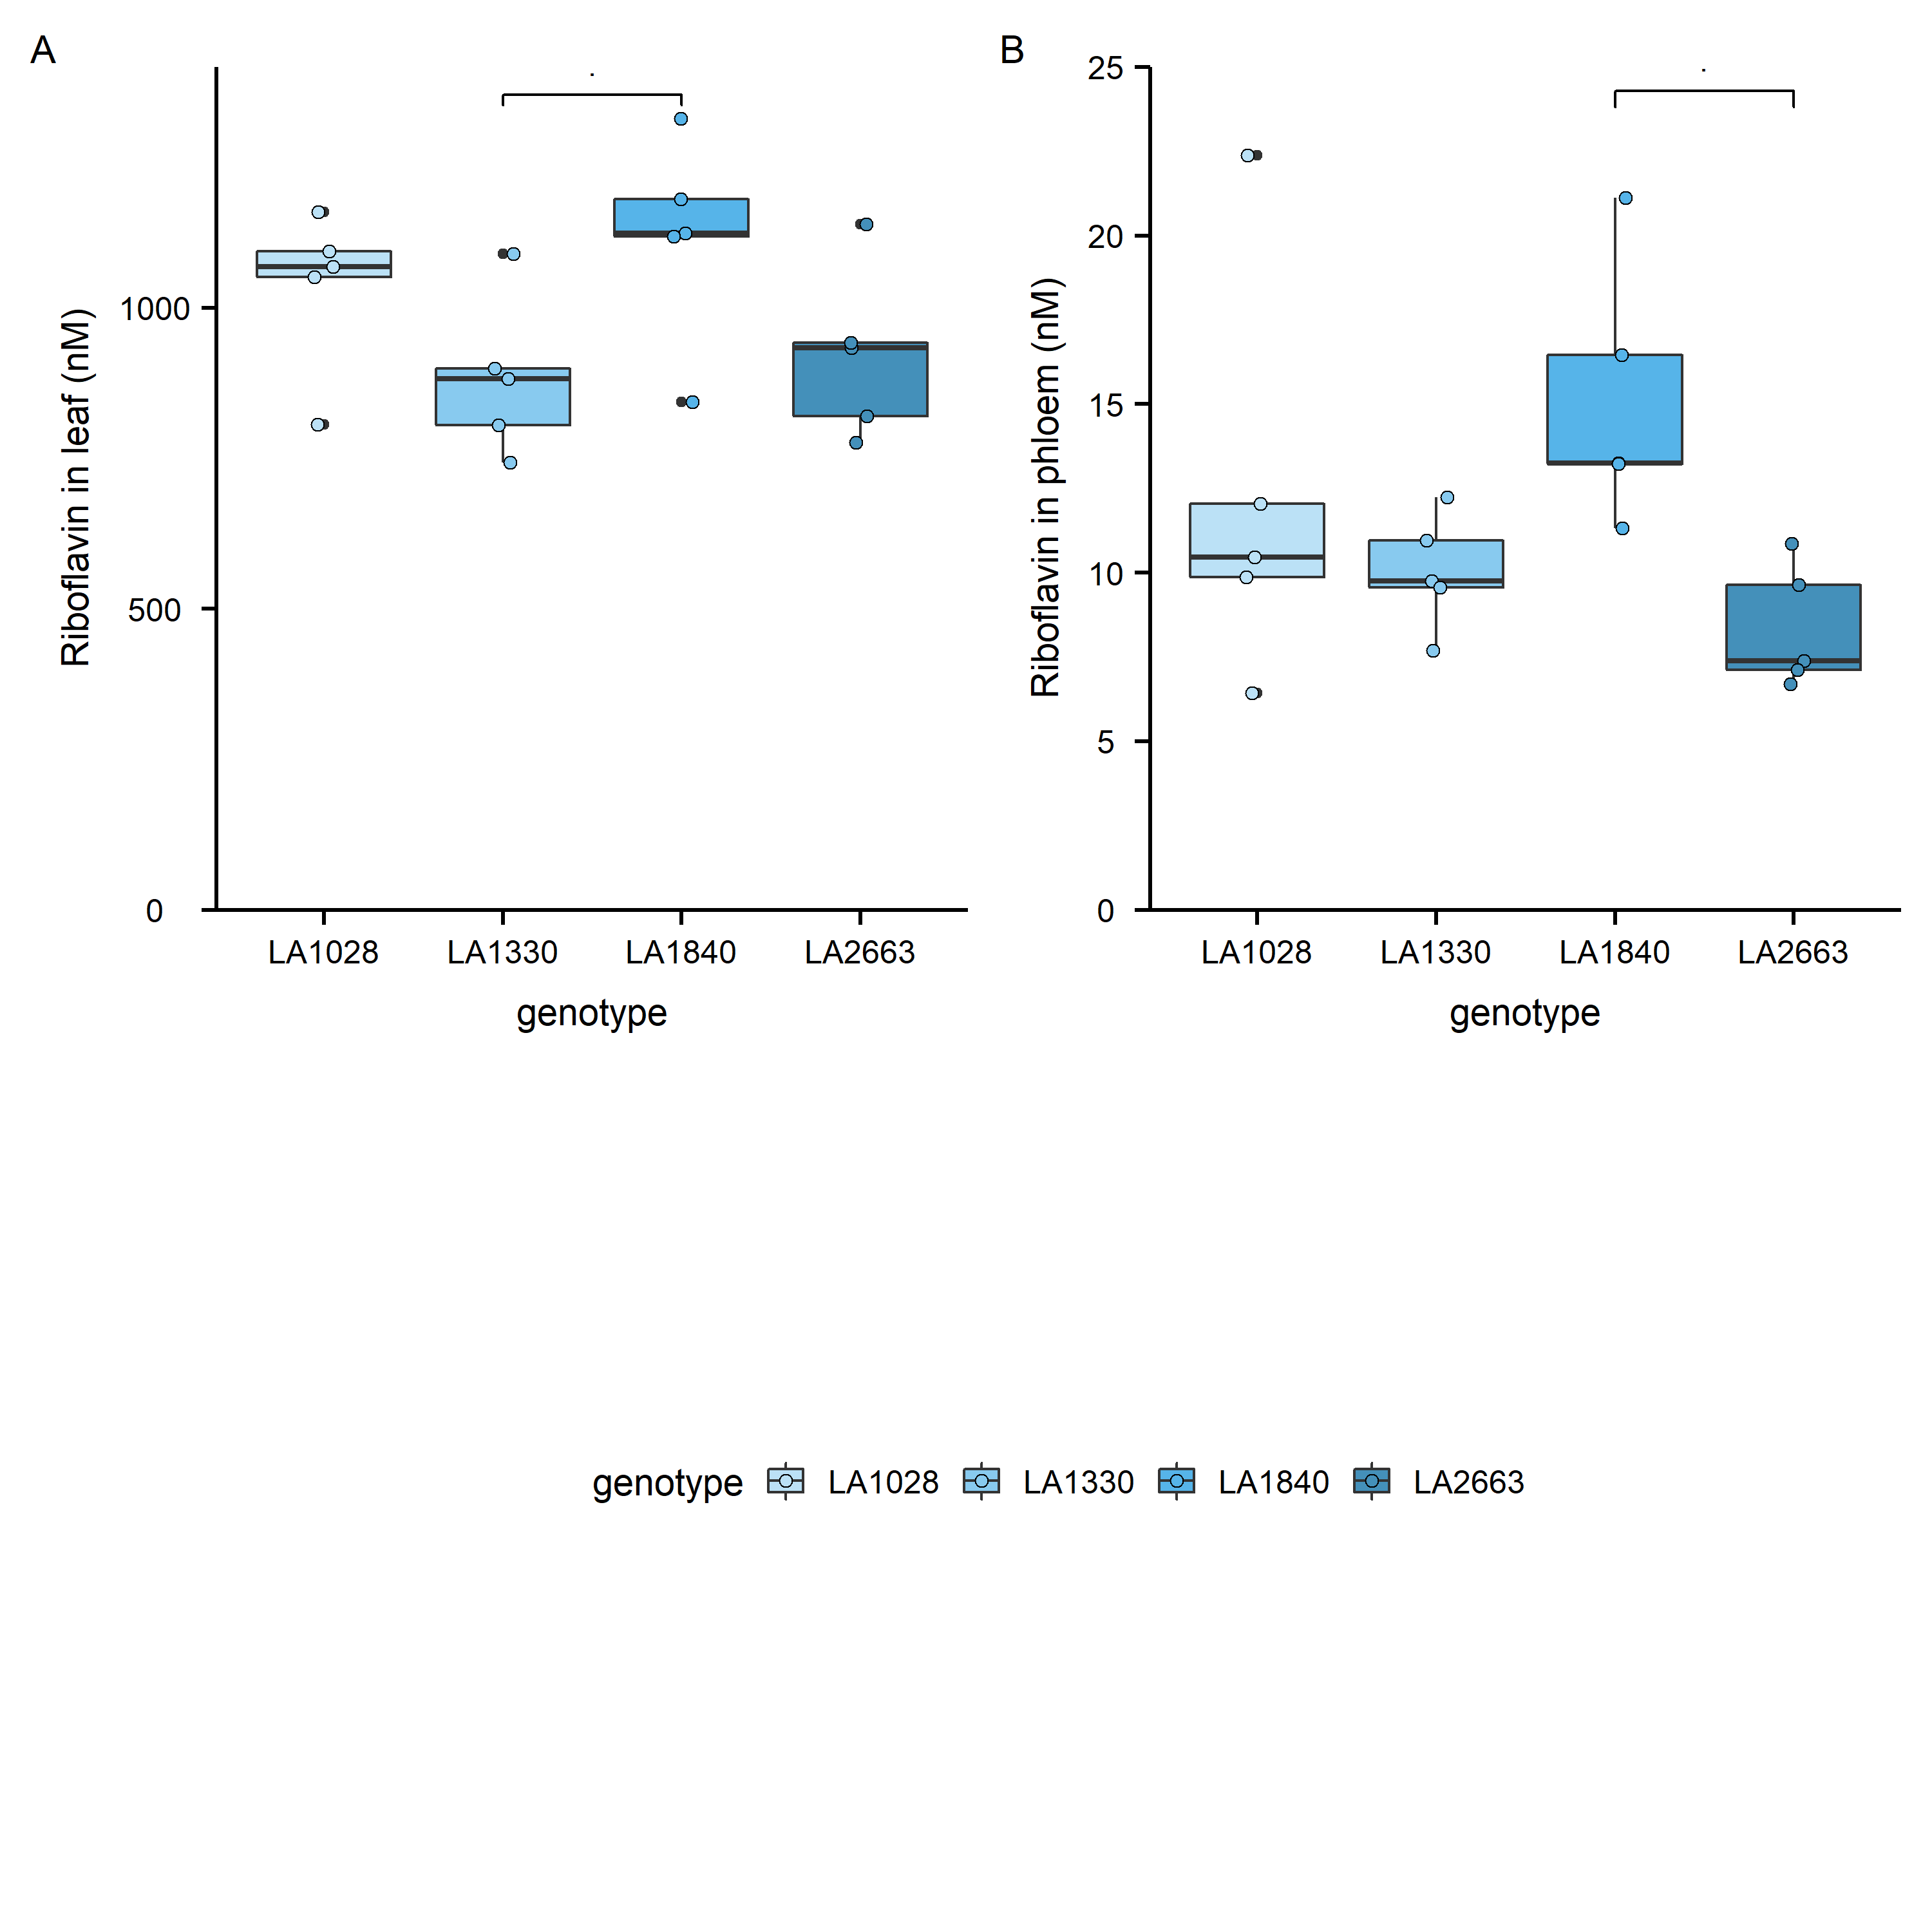 A
Riboflavin in leaf (nM)
1000
500
0
.
LA1028 LA1330 LA1840 LA2663
genotype
B
Riboflavin in phloem (nM)
25
20
15
10
5
0
.
LA1028 LA1330 LA1840 LA2663
genotype
genotype LA1028 LA1330 LA1840 LA2663